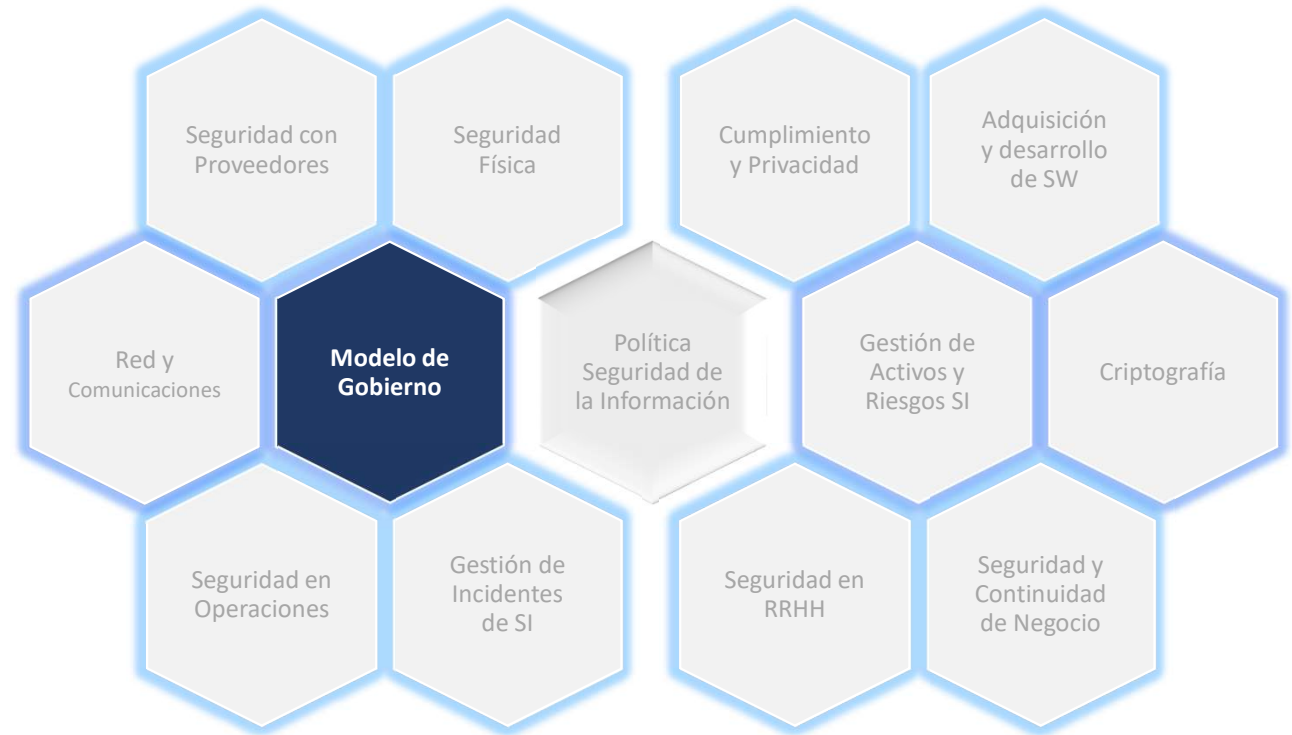 Seguridad con
Proveedores
Seguridad
Física
Cumplimiento
y Privacidad
Adquisición
y desarrollo
de SW
Red y
Comunicaciones
Modelo de
Gobierno
Política
Seguridad de
la Información
Gestión de
Activos y
Riesgos SI
Criptografía
Seguridad en
Operaciones
Gestión de
Incidentes
de SI
Seguridad en
RRHH
Seguridad y
Continuidad
de Negocio